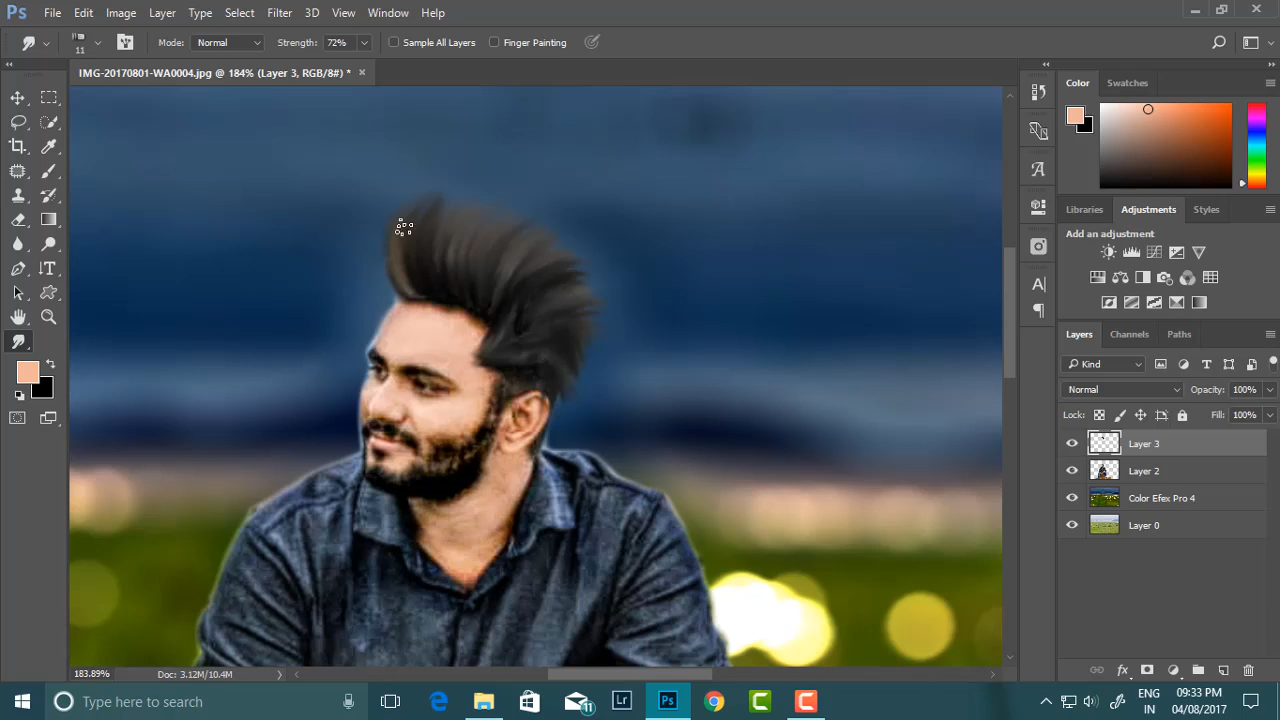 Ps File Edit Image Layer Type Select Filter 3D View Window Help
11 Mode: Normal Strength: 72% Sample All Layers Finger Painting
IMG-20170801-WA0004.jpg @ 184% (Layer 3, RGB/8#) * ×
Color Swatches
Libraries Adjustments Styles
Add an adjustment
Layers Channels Paths
Kind
Normal Opacity: 100%
Lock: Fill: 100%
Layer 3
Layer 2
Color Efex Pro 4
Layer 0
183.89% Doc: 3.12M/10.4M
Type here to search
11
Lr
Ps
ENG
IN
09:33 PM
04/08/2017